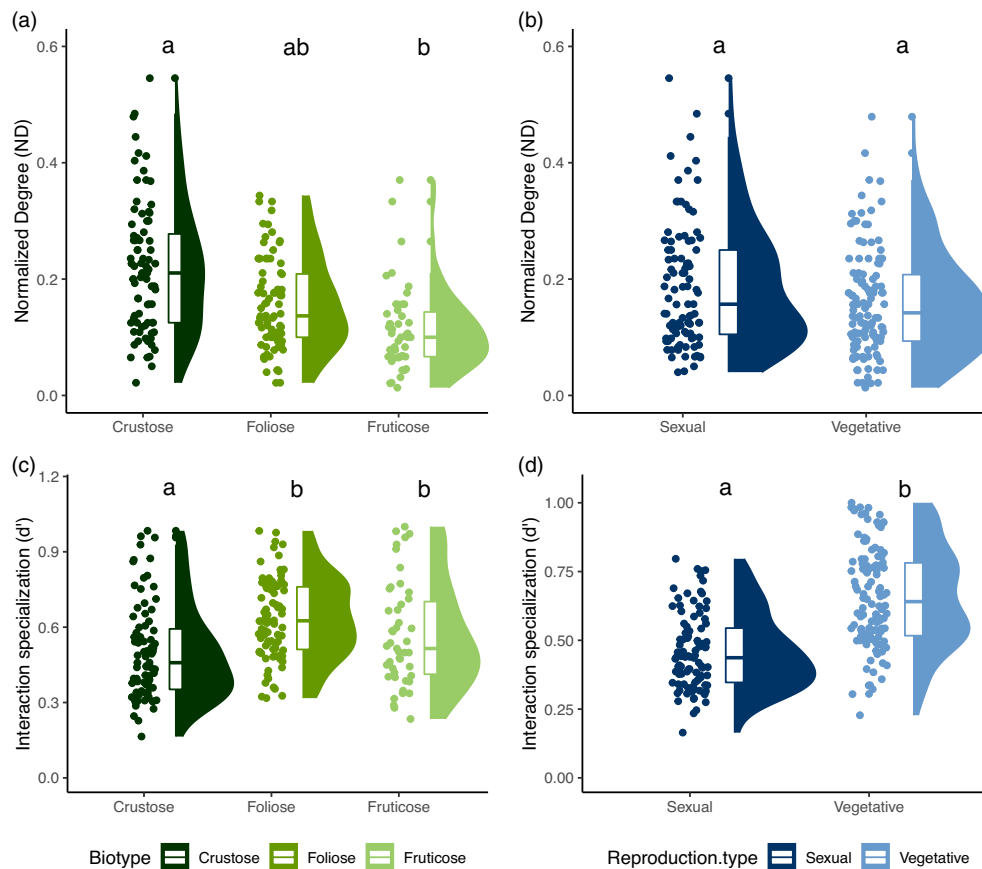 (a)
Normalized Degree (ND)
0.6
0.4
0.2
0.0
a
ab
b
Crustose
Foliose
Fruticose
(b)
Normalized Degree (ND)
0.6
0.4
0.2
0.0
a
a
Sexual
Vegetative
(c)
Interaction specialization (d')
1.2
0.9
0.6
0.3
0.0
a
b
b
Crustose
Foliose
Fruticose
(d)
Interaction specialization (d')
1.00
0.75
0.50
0.25
0.00
a
b
Sexual
Vegetative
Biotype Crustose Foliose Fruticose
Reproduction.type Sexual Vegetative